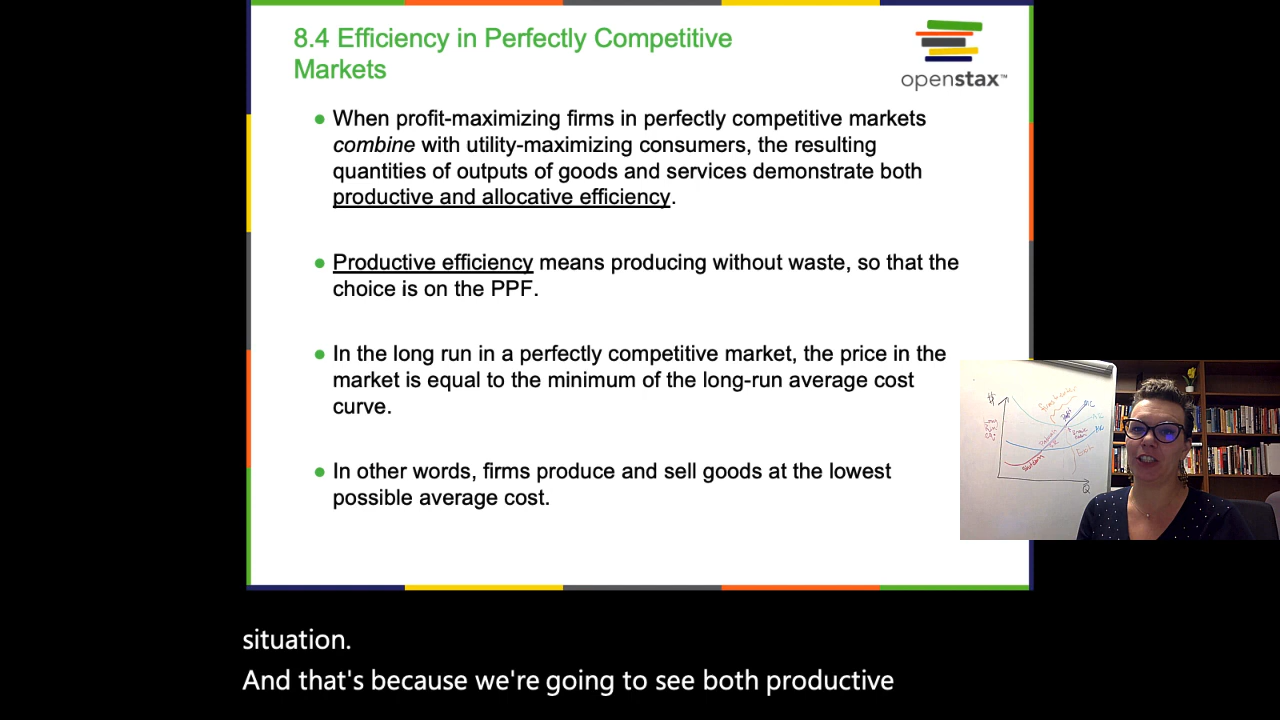 8.4 Efficiency in Perfectly Competitive
Markets
openstax™
• When profit-maximizing firms in perfectly competitive markets
combine with utility-maximizing consumers, the resulting
quantities of outputs of goods and services demonstrate both
productive and allocative efficiency.
• Productive efficiency means producing without waste, so that the
choice is on the PPF.
• In the long run in a perfectly competitive market, the price in the
market is equal to the minimum of the long-run average cost
curve.
• In other words, firms produce and sell goods at the lowest
possible average cost.
MC
Q
situation.
And that's because we're going to see both productive